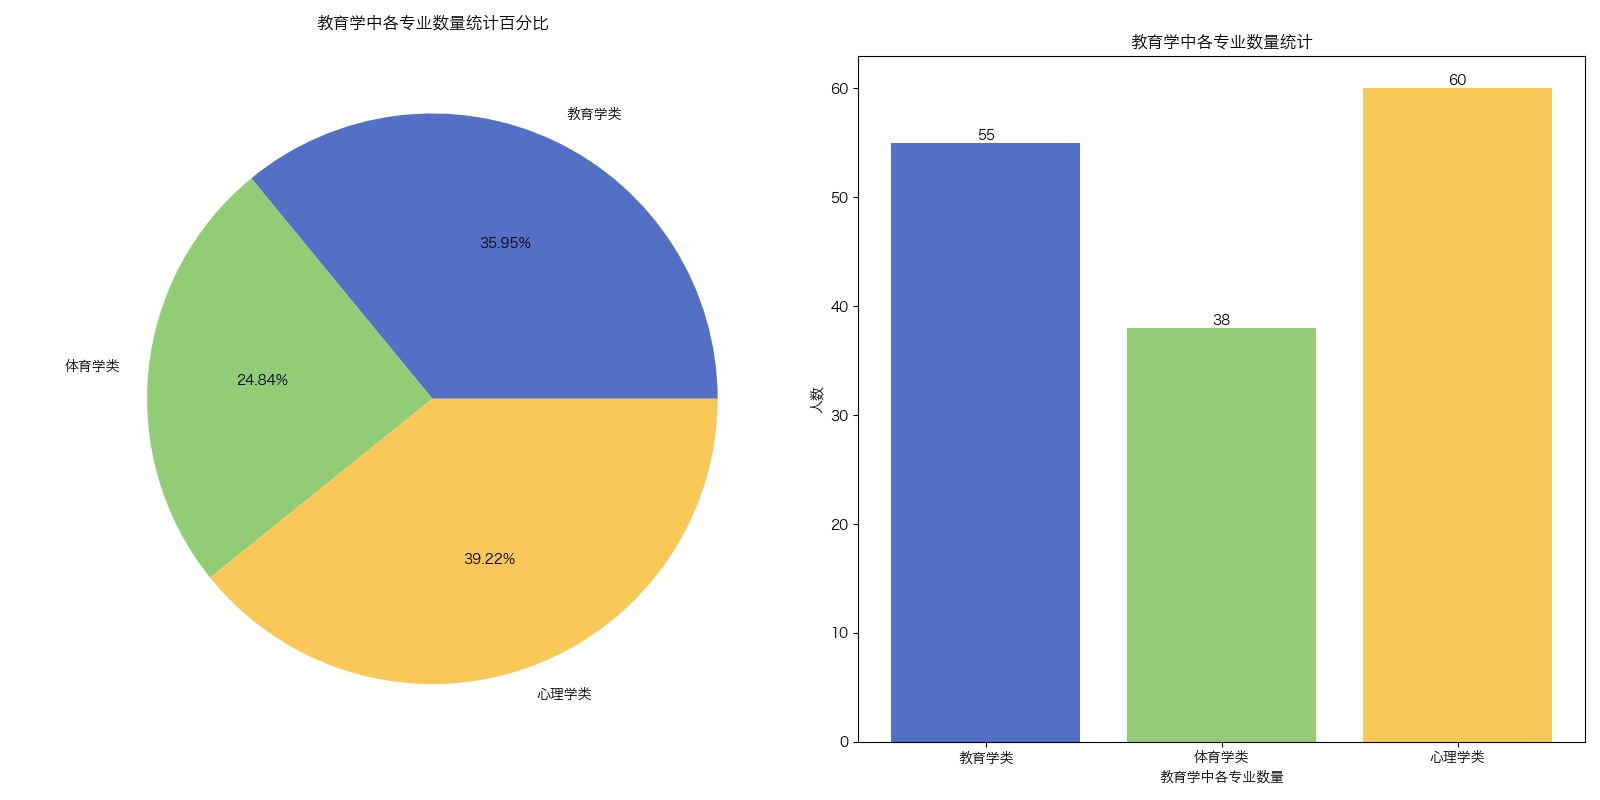 教育学中各专业数量统计百分比
教育学类
35.95%
体育学类
24.84%
39.22%
心理学类
教育学中各专业数量统计
60
50
40
30
20
10
0
人数
55
38
60
教育学类
体育学类
心理学类
教育学中各专业数量